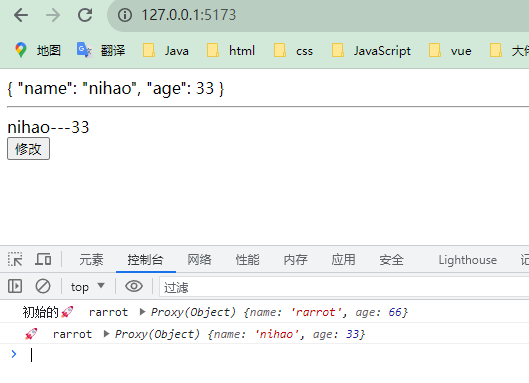 127.0.0.1:5173
地图 翻译 Java html css JavaScript vue
{ "name": "nihao", "age": 33 }
nihao---33
修改
元素 控制台 网络 性能 内存 应用 安全 Lighthouse
top 过滤
初始的🚀 rarrot ▶Proxy(Object) {name: 'rarrot', age: 66}
🚀 rarrot ▶Proxy(Object) {name: 'nihao', age: 33}